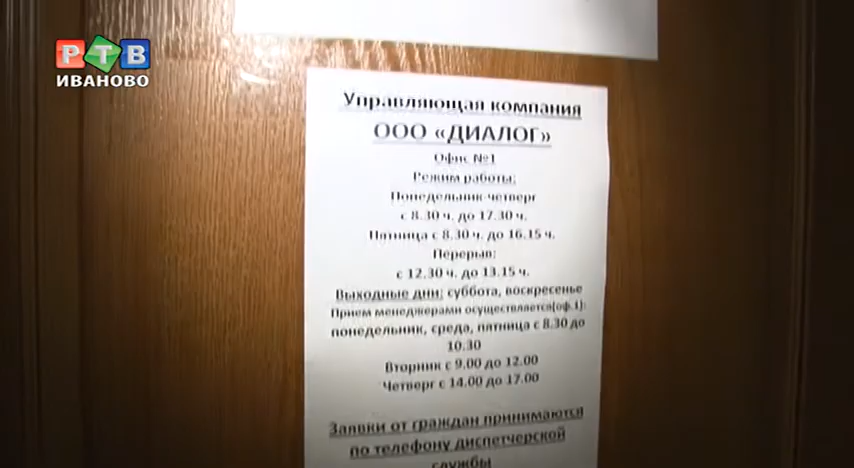 РТВ
ИВАНОВО
Управляющая компания
ООО «ДИАЛОГ»
Офис №1
Режим работы:
Понедельник-четверг
с 8.30 ч. до 17.30 ч.
Пятница с 8.30 ч. до 16.15 ч.
Перерыв:
с 12.30 ч. до 13.15 ч.
Выходные дни: суббота, воскресенье
Прием менеджерами осуществляется(оф.1):
понедельник, среда, пятница с 8.30 до
10.30
Вторник с 9.00 до 12.00
Четверг с 14.00 до 17.00
Заявки от граждан принимаются
по телефону диспетчерской
службы